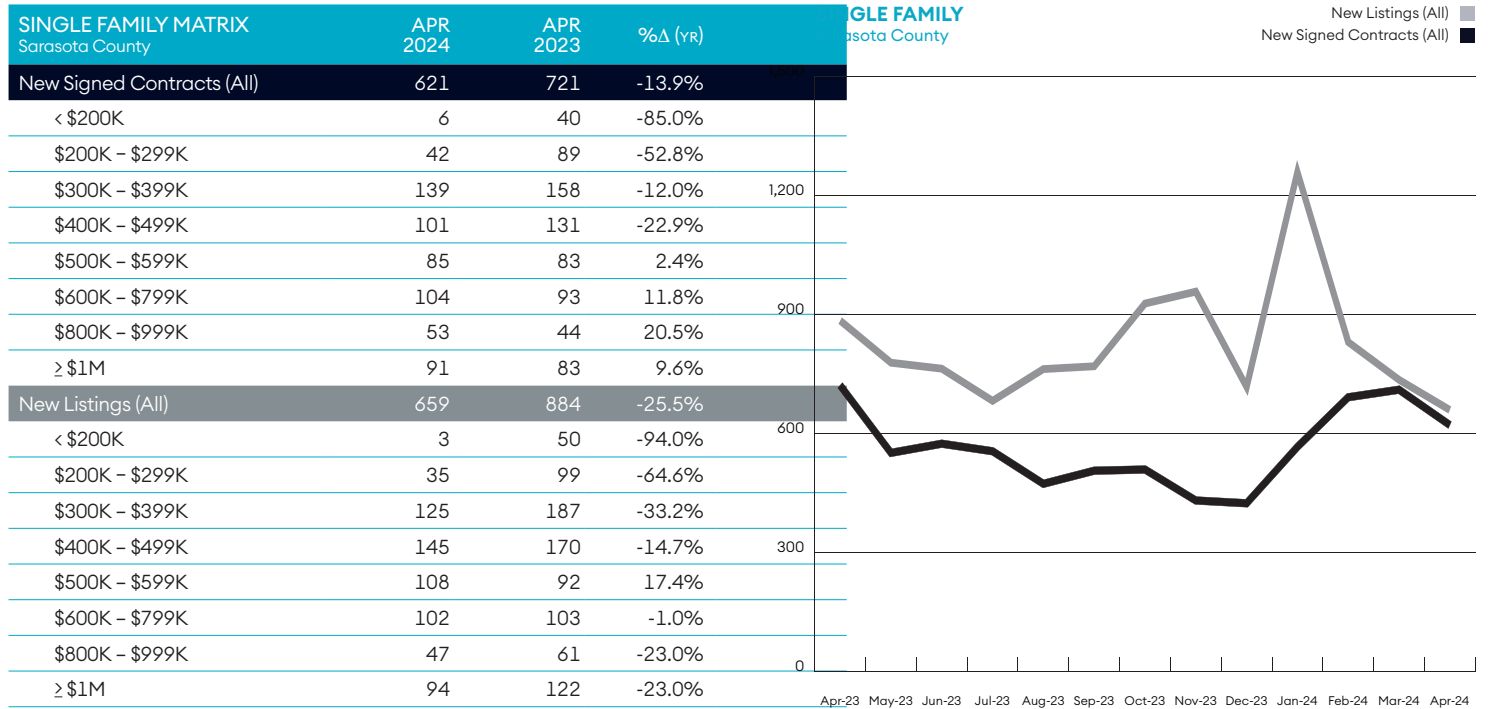 SINGLE FAMILY MATRIX APR APR %Δ (YR)
Sarasota County 2024 2023
New Signed Contracts (All) 621 721 -13.9%
< $200K 6 40 -85.0%
$200K – $299K 42 89 -52.8%
$300K – $399K 139 158 -12.0%
$400K – $499K 101 131 -22.9%
$500K – $599K 85 83 2.4%
$600K – $799K 104 93 11.8%
$800K – $999K 53 44 20.5%
≥ $1M 91 83 9.6%
New Listings (All) 659 884 -25.5%
< $200K 3 50 -94.0%
$200K – $299K 35 99 -64.6%
$300K – $399K 125 187 -33.2%
$400K – $499K 145 170 -14.7%
$500K – $599K 108 92 17.4%
$600K – $799K 102 103 -1.0%
$800K – $999K 47 61 -23.0%
≥ $1M 94 122 -23.0%
GLE FAMILY
asota County
New Listings (All)
New Signed Contracts (All)
1,500
1,200
900
600
300
0
Apr-23 May-23 Jun-23 Jul-23 Aug-23 Sep-23 Oct-23 Nov-23 Dec-23 Jan-24 Feb-24 Mar-24 Apr-24